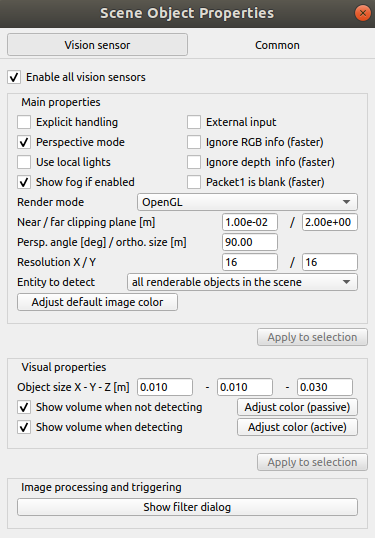 Scene Object Properties
Vision sensor Common
Enable all vision sensors
Main properties
Explicit handling External input
Perspective mode Ignore RGB info (faster)
Use local lights Ignore depth info (faster)
Show fog if enabled Packet1 is blank (faster)
Render mode OpenGL
Near / far clipping plane [m] 1.00e-02 / 2.00e+00
Persp. angle [deg] / ortho. size [m] 90.00
Resolution X / Y 16 / 16
Entity to detect all renderable objects in the scene
Adjust default image color
Apply to selection
Visual properties
Object size X - Y - Z [m] 0.010 - 0.010 - 0.030
Show volume when not detecting Adjust color (passive)
Show volume when detecting Adjust color (active)
Apply to selection
Image processing and triggering
Show filter dialog